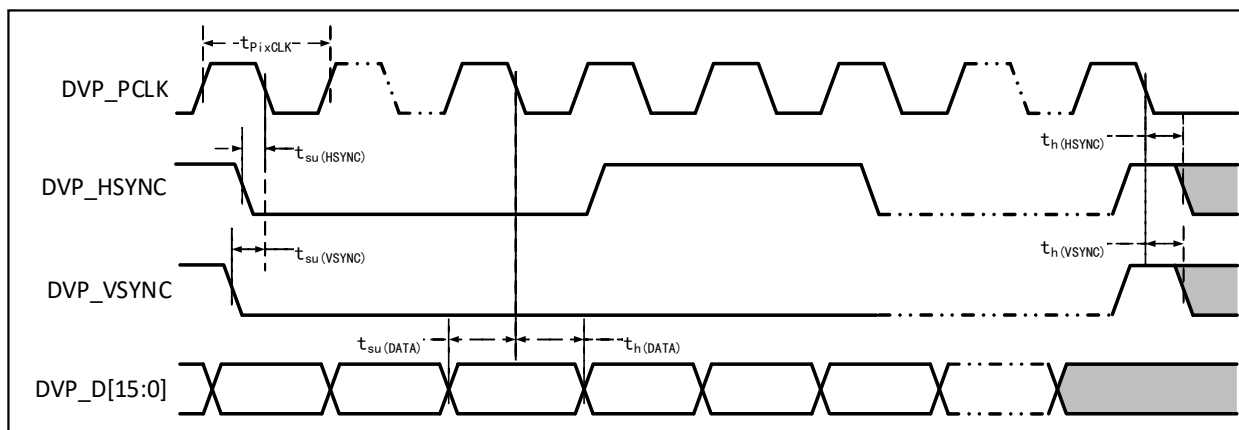 t_PixCLK
DVP_PCLK
t_su(HSYNC)
t_h(HSYNC)
DVP_HSYNC
t_su(VSYNC)
t_h(VSYNC)
DVP_VSYNC
t_su(DATA) t_h(DATA)
DVP_D[15:0]